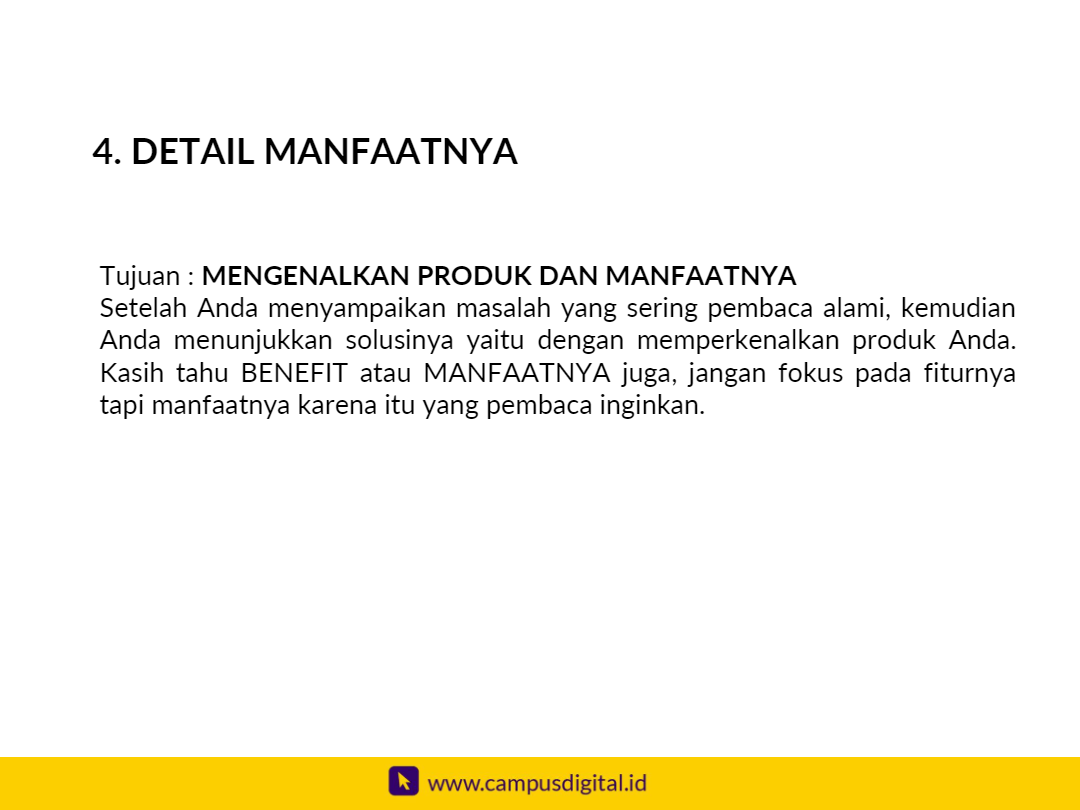 4. DETAIL MANFAATNYA
Tujuan : MENGENALKAN PRODUK DAN MANFAATNYA
Setelah Anda menyampaikan masalah yang sering pembaca alami, kemudian
Anda menunjukkan solusinya yaitu dengan memperkenalkan produk Anda.
Kasih tahu BENEFIT atau MANFAATNYA juga, jangan fokus pada fiturnya
tapi manfaatnya karena itu yang pembaca inginkan.
www.campusdigital.id